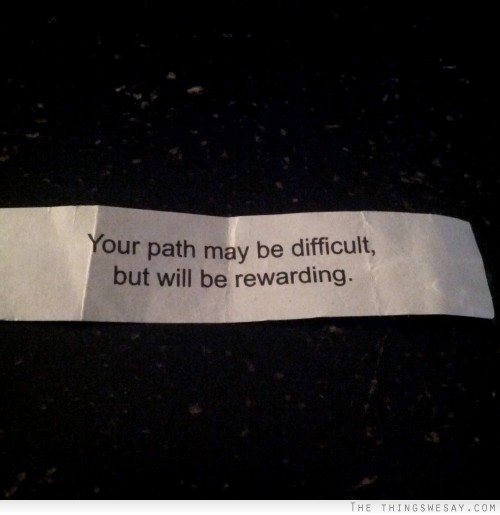 Your path may be difficult,
but will be rewarding.
THE THINGSWESAY.COM